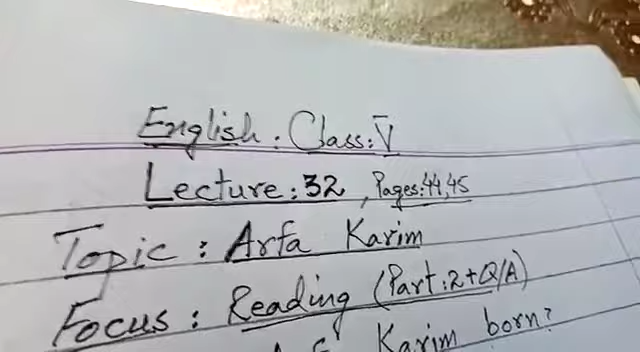 English: Class: V
Lecture: 32, Pages: 44,45
Topic: Arfa Karim
Focus: Reading (Part: 2 + Q/A)
Karim born?